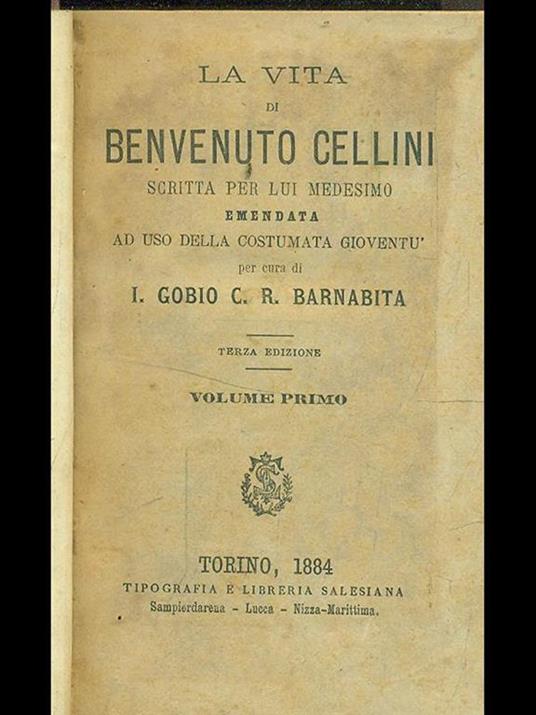 LA VITA
DI
BENVENUTO CELLINI
SCRITTA PER LUI MEDESIMO
EMENDATA
AD USO DELLA COSTUMATA GIOVENTU'
per cura di
I. GOBIO C. R. BARNABITA
TERZA EDIZIONE
VOLUME PRIMO
TORINO, 1884
TIPOGRAFIA E LIBRERIA SALESIANA
Sampierdarena - Lucca - Nizza-Marittima.